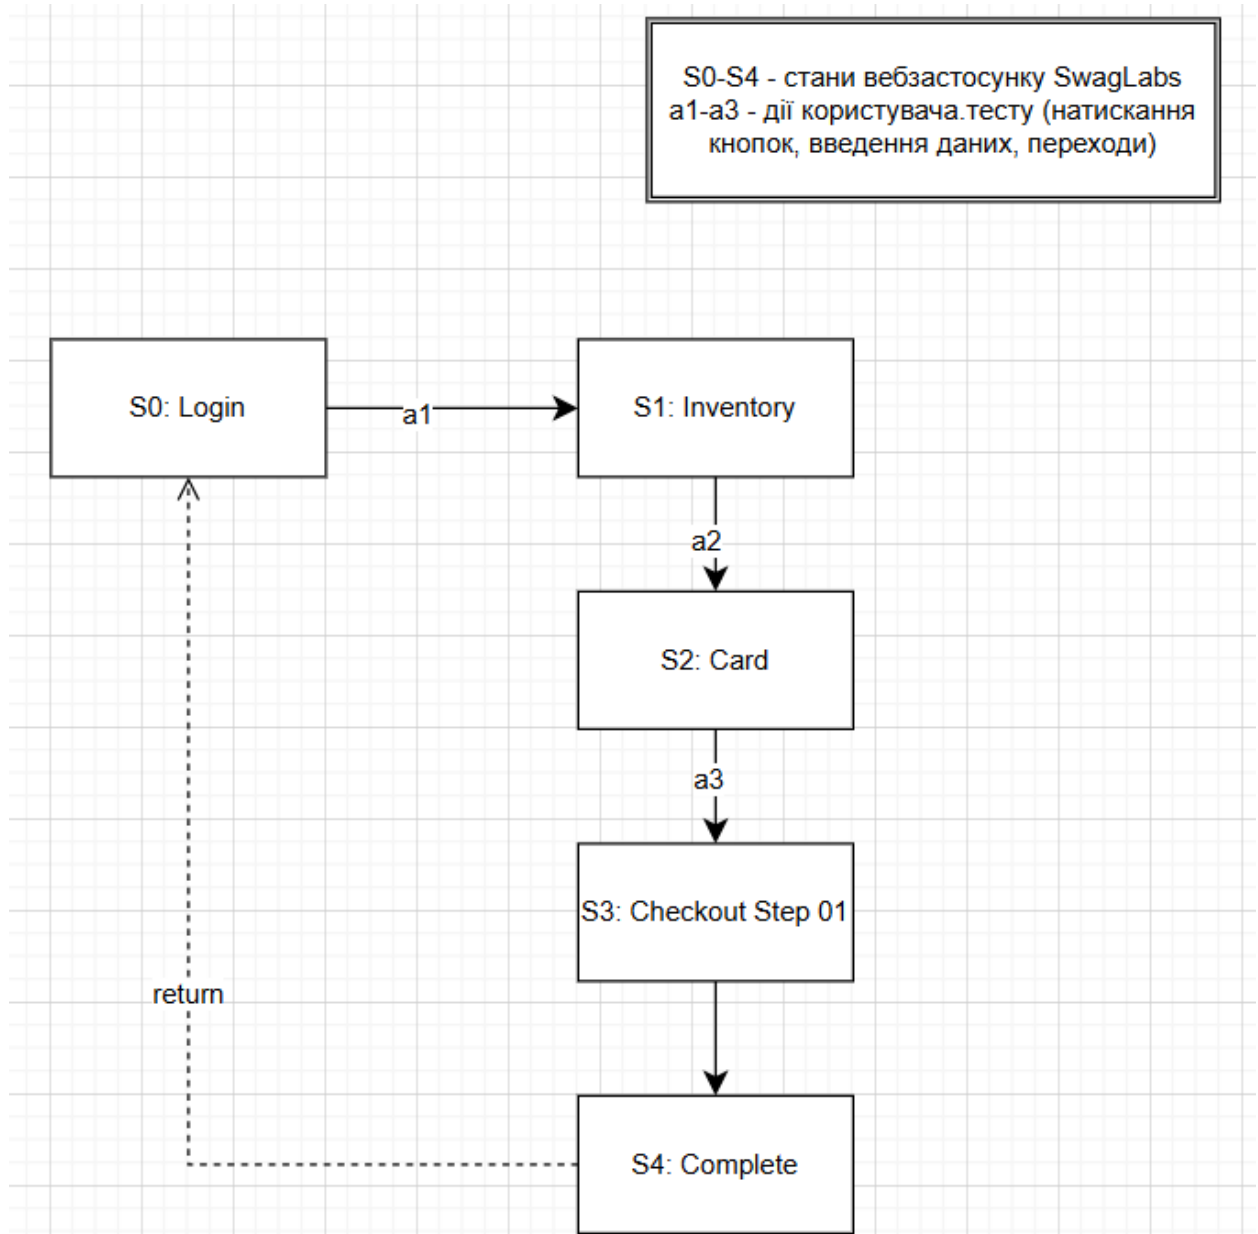 S0-S4 - стани вебзастосунку SwagLabs
a1-a3 - дії користувача.тесту (натискання
кнопок, введення даних, переходи)
S0: Login
a1
S1: Inventory
a2
S2: Card
a3
S3: Checkout Step 01
return
S4: Complete